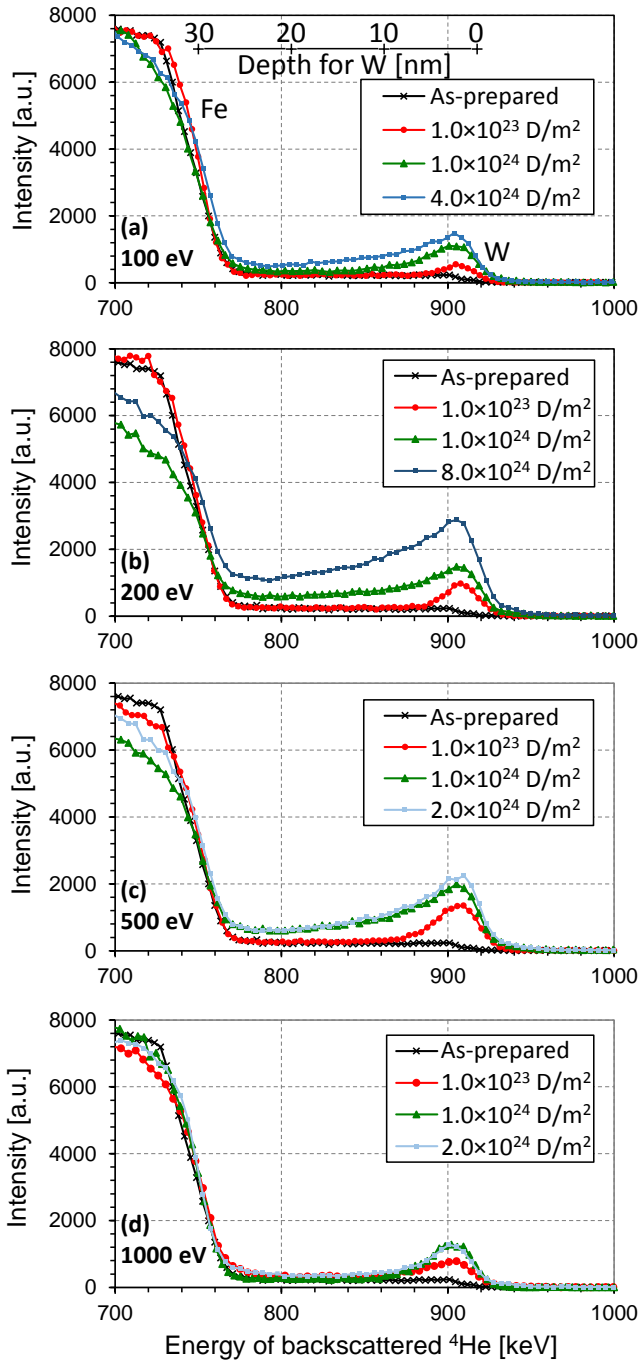 30 20 10 0
Depth for W [nm]
8000
6000
4000
2000
0
Intensity [a.u.]
Fe
W
As-prepared
1.0×10²³ D/m²
1.0×10²⁴ D/m²
4.0×10²⁴ D/m²
(a)
100 eV
700 800 900 1000
8000
6000
4000
2000
0
Intensity [a.u.]
As-prepared
1.0×10²³ D/m²
1.0×10²⁴ D/m²
8.0×10²⁴ D/m²
(b)
200 eV
700 800 900 1000
8000
6000
4000
2000
0
Intensity [a.u.]
As-prepared
1.0×10²³ D/m²
1.0×10²⁴ D/m²
2.0×10²⁴ D/m²
(c)
500 eV
700 800 900 1000
8000
6000
4000
2000
0
Intensity [a.u.]
As-prepared
1.0×10²³ D/m²
1.0×10²⁴ D/m²
2.0×10²⁴ D/m²
(d)
1000 eV
700 800 900 1000
Energy of backscattered ⁴He [keV]